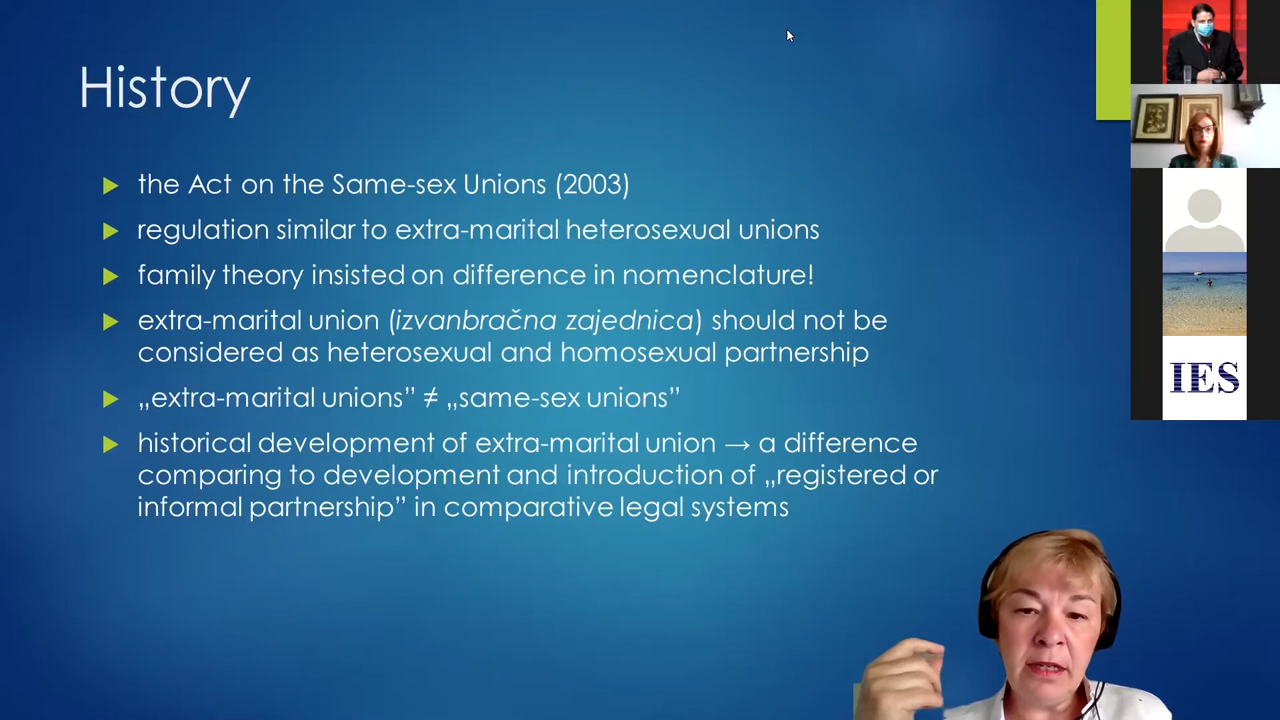 History
the Act on the Same-sex Unions (2003)
regulation similar to extra-marital heterosexual unions
family theory insisted on difference in nomenclature!
extra-marital union (izvanbračna zajednica) should not be
considered as heterosexual and homosexual partnership
„extra-marital unions” ≠ „same-sex unions”
historical development of extra-marital union → a difference
comparing to development and introduction of „registered or
informal partnership” in comparative legal systems
IES